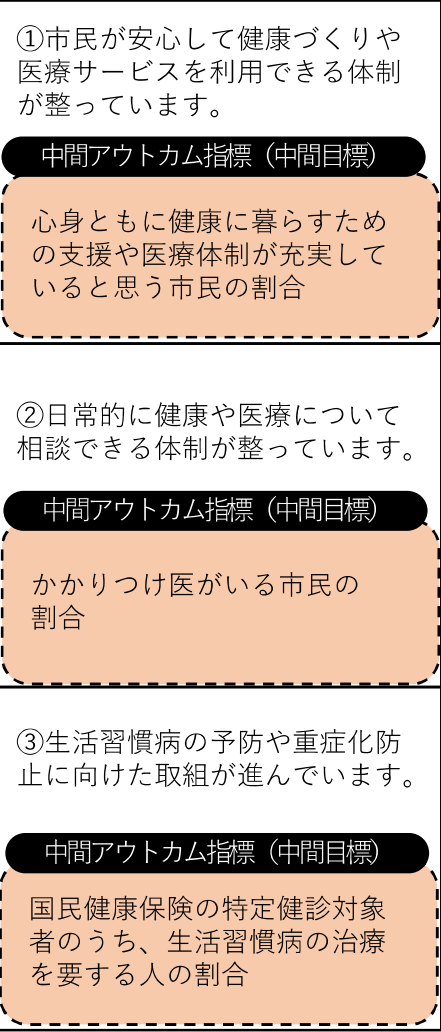 ①市民が安心して健康づくりや
医療サービスを利用できる体制
が整っています。
中間アウトカム指標（中間目標）
心身ともに健康に暮らすため
の支援や医療体制が充実して
いると思う市民の割合
②日常的に健康や医療について
相談できる体制が整っています。
中間アウトカム指標（中間目標）
かかりつけ医がいる市民の
割合
③生活習慣病の予防や重症化防
止に向けた取組が進んでいます。
中間アウトカム指標（中間目標）
国民健康保険の特定健診対象
者のうち、生活習慣病の治療
を要する人の割合